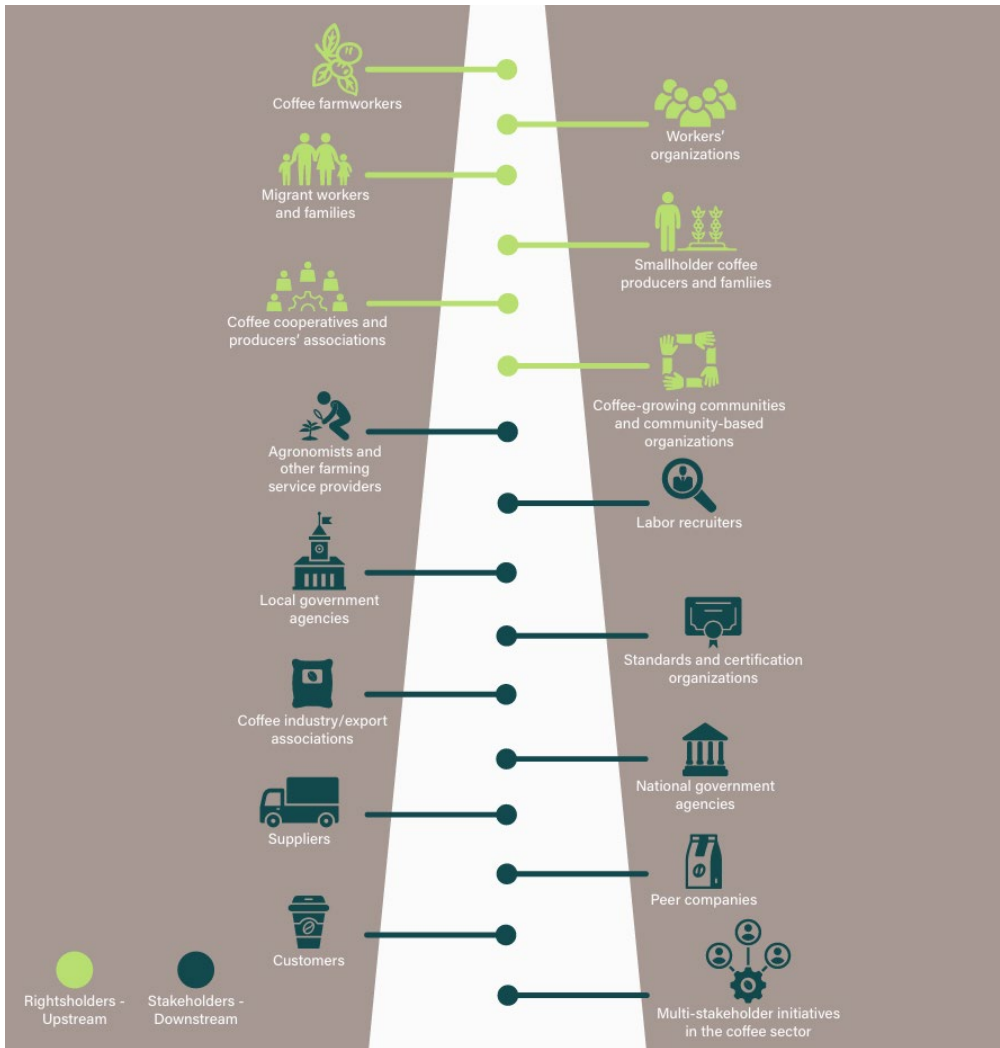 Coffee farmworkers
Workers'
organizations
Migrant workers
and families
Smallholder coffee
producers and famliies
Coffee cooperatives and
producers' associations
Coffee-growing communities
and community-based
organizations
Agronomists and
other farming
service providers
Labor recruiters
Local government
agencies
Standards and certification
organizations
Coffee industry/export
associations
National government
agencies
Suppliers
Peer companies
Customers
Multi-stakeholder initiatives
in the coffee sector
Rightsholders -
Upstream
Stakeholders -
Downstream